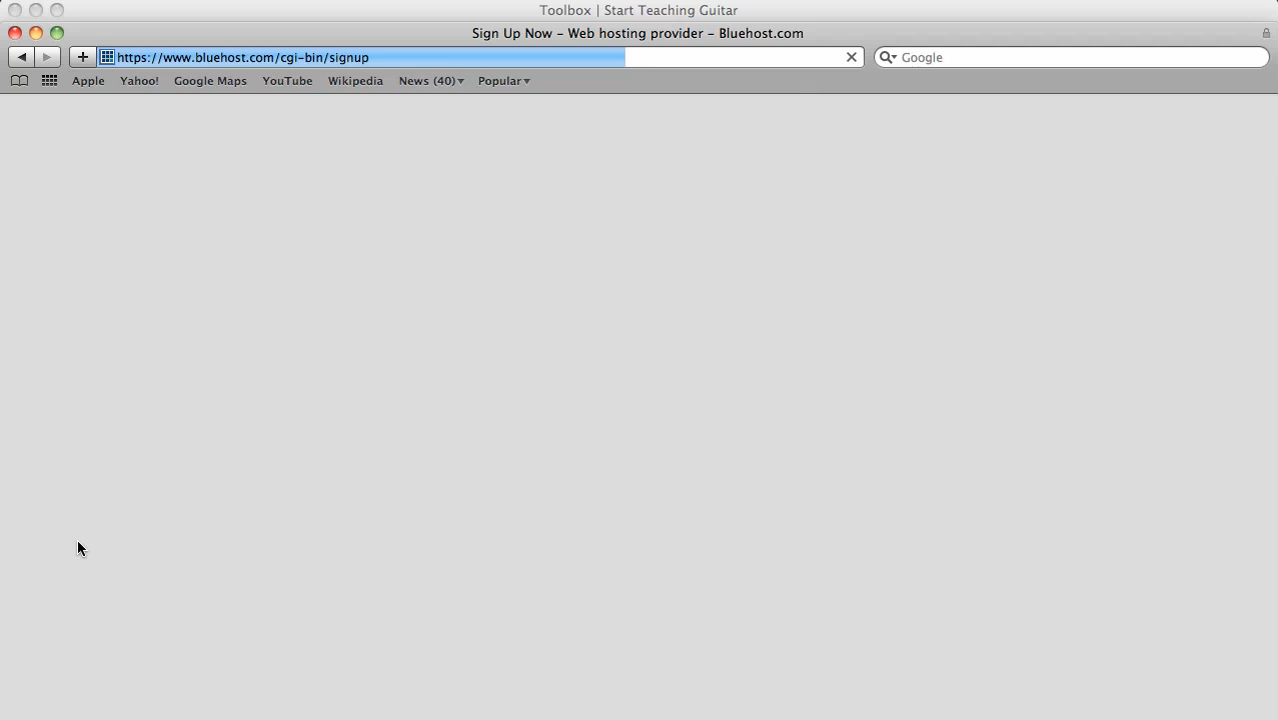 Toolbox | Start Teaching Guitar
Sign Up Now – Web hosting provider – Bluehost.com
https://www.bluehost.com/cgi-bin/signup
Google
Apple Yahoo! Google Maps YouTube Wikipedia News (40) Popular